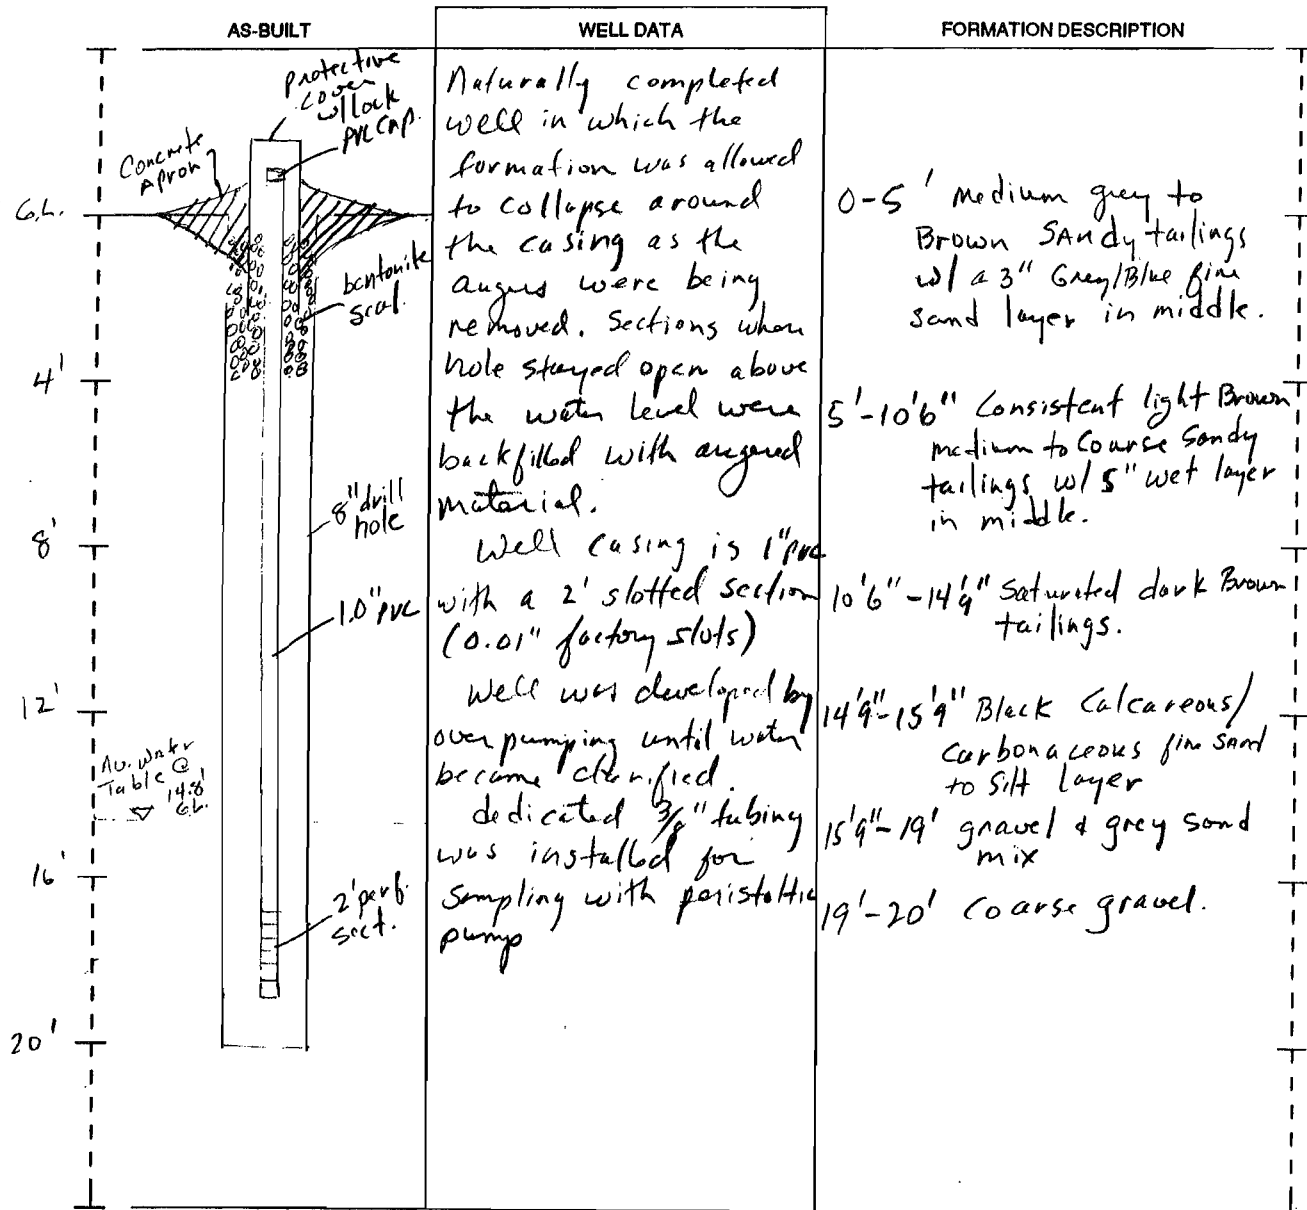 AS-BUILT
protective
cover
w/lock
PVC Cap.
Concrete
Apron
G.L.
bentonite
seal.
4'
8" drill
hole
8'
1.0" PVC
12'
Av. Water
Table @
14.8'
G.L.
16'
2' perf.
sect.
20'
WELL DATA
Naturally completed
well in which the
formation was allowed
to collapse around
the casing as the
augers were being
removed. Sections where
hole stayed open above
the water level were
backfilled with augered
material.
Well casing is 1" pvc
with a 2' slotted section
(0.01" factory slots)
Well was developed by
over pumping until water
became clarified.
dedicated 3/8" tubing
was installed for
sampling with peristaltic
pump
FORMATION DESCRIPTION
0-5' Medium grey to
Brown SANDy tailings
w/ a 3" Grey/Blue fine
sand layer in middle.
5'-10'6" Consistent light Brown
medium to Coarse Sandy
tailings w/ 5" wet layer
in middle.
10'6"-14'9" Saturated dark Brown
tailings.
14'9"-15'9" Black Calcareous/
Carbonaceous fine SAND
to Silt Layer
15'9"-19' gravel & grey Sand
mix
19'-20' Coarse gravel.